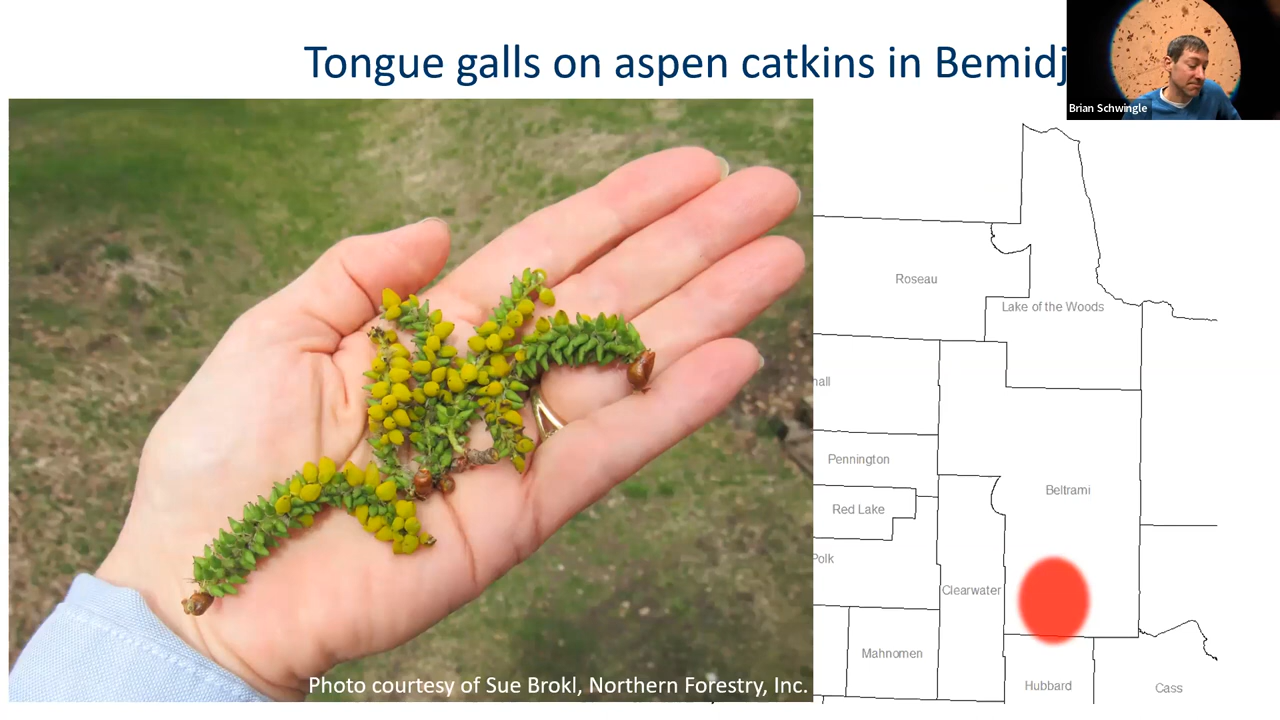 Tongue galls on aspen catkins in Bemidj
Brian Schwingle
Roseau
Lake of the Woods
hall
Pennington
Beltrami
Red Lake
Polk
Clearwater
Mahnomen
Hubbard
Cass
Photo courtesy of Sue Brokl, Northern Forestry, Inc.